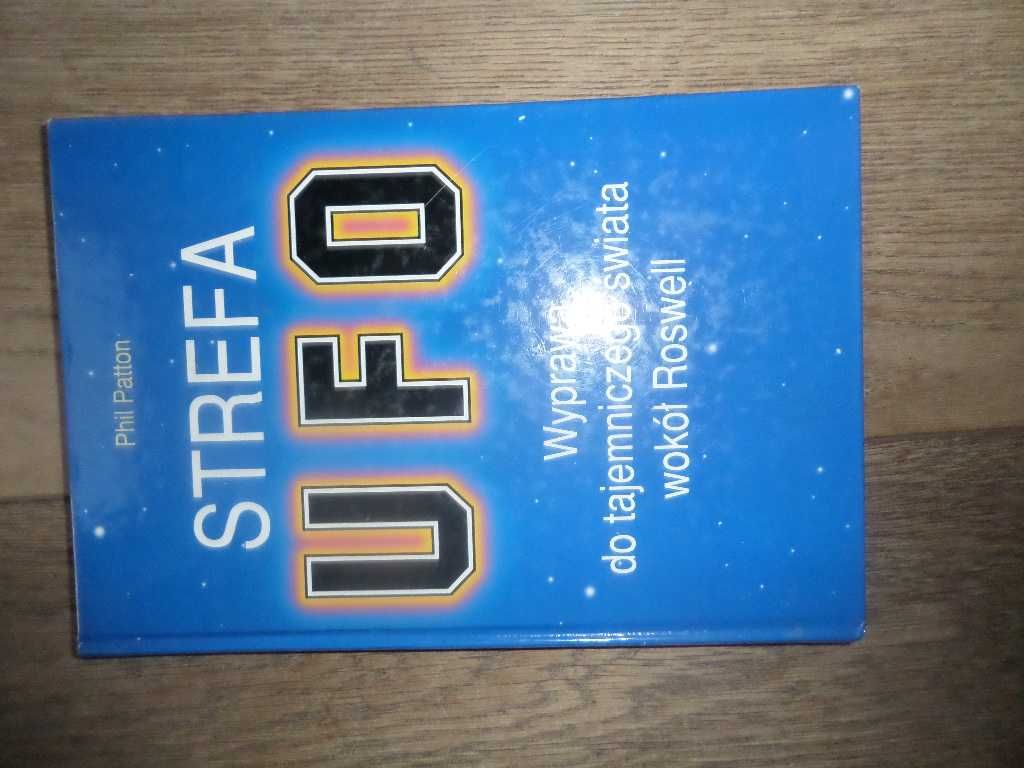 Phil Patton
STREFA
UFO
Wyprawa
do tajemniczego świata
wokół Roswell